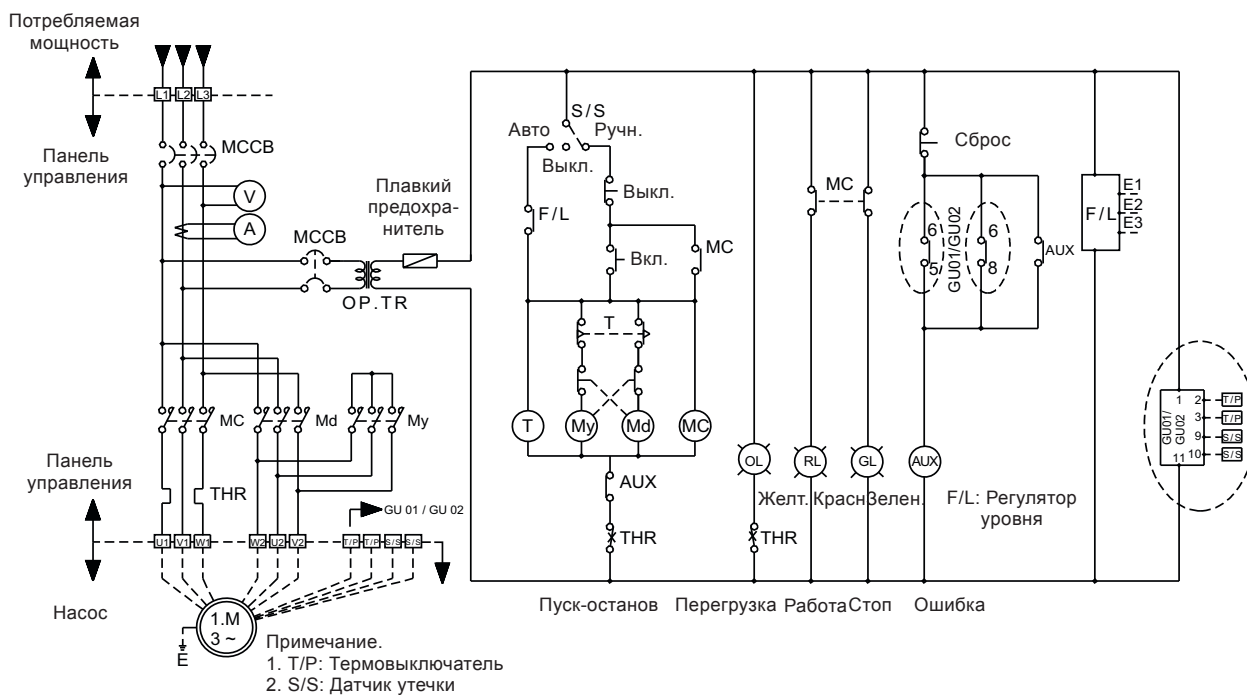 Потребляемая
мощность
L1 L2 L3
MCCB
Панель
управления
V
A
MCCB
Плавкий
предохра-
нитель
OP.TR
S/S
Авто
Ручн.
Выкл.
F/L
Выкл.
Вкл.
MC
T
T
My
Md
MC
AUX
THR
MC
OL
RL
GL
AUX
Желт.
Красн
Зелен.
THR
Сброс
6
5
GU01/GU02
6
8
AUX
F/L
E1
E2
E3
F/L: Регулятор
уровня
GU01/
GU02
1
2
T/P
3
T/P
9
S/S
11
10
S/S
MC
Md
My
Панель
управления
THR
GU 01 / GU 02
U1 V1 W1 W2 U2 V2 T/P T/P S/S S/S
Насос
1.M
3 ~
E
Пуск-останов
Перегрузка
Работа
Стоп
Ошибка
Примечание.
1. T/P: Термовыключатель
2. S/S: Датчик утечки